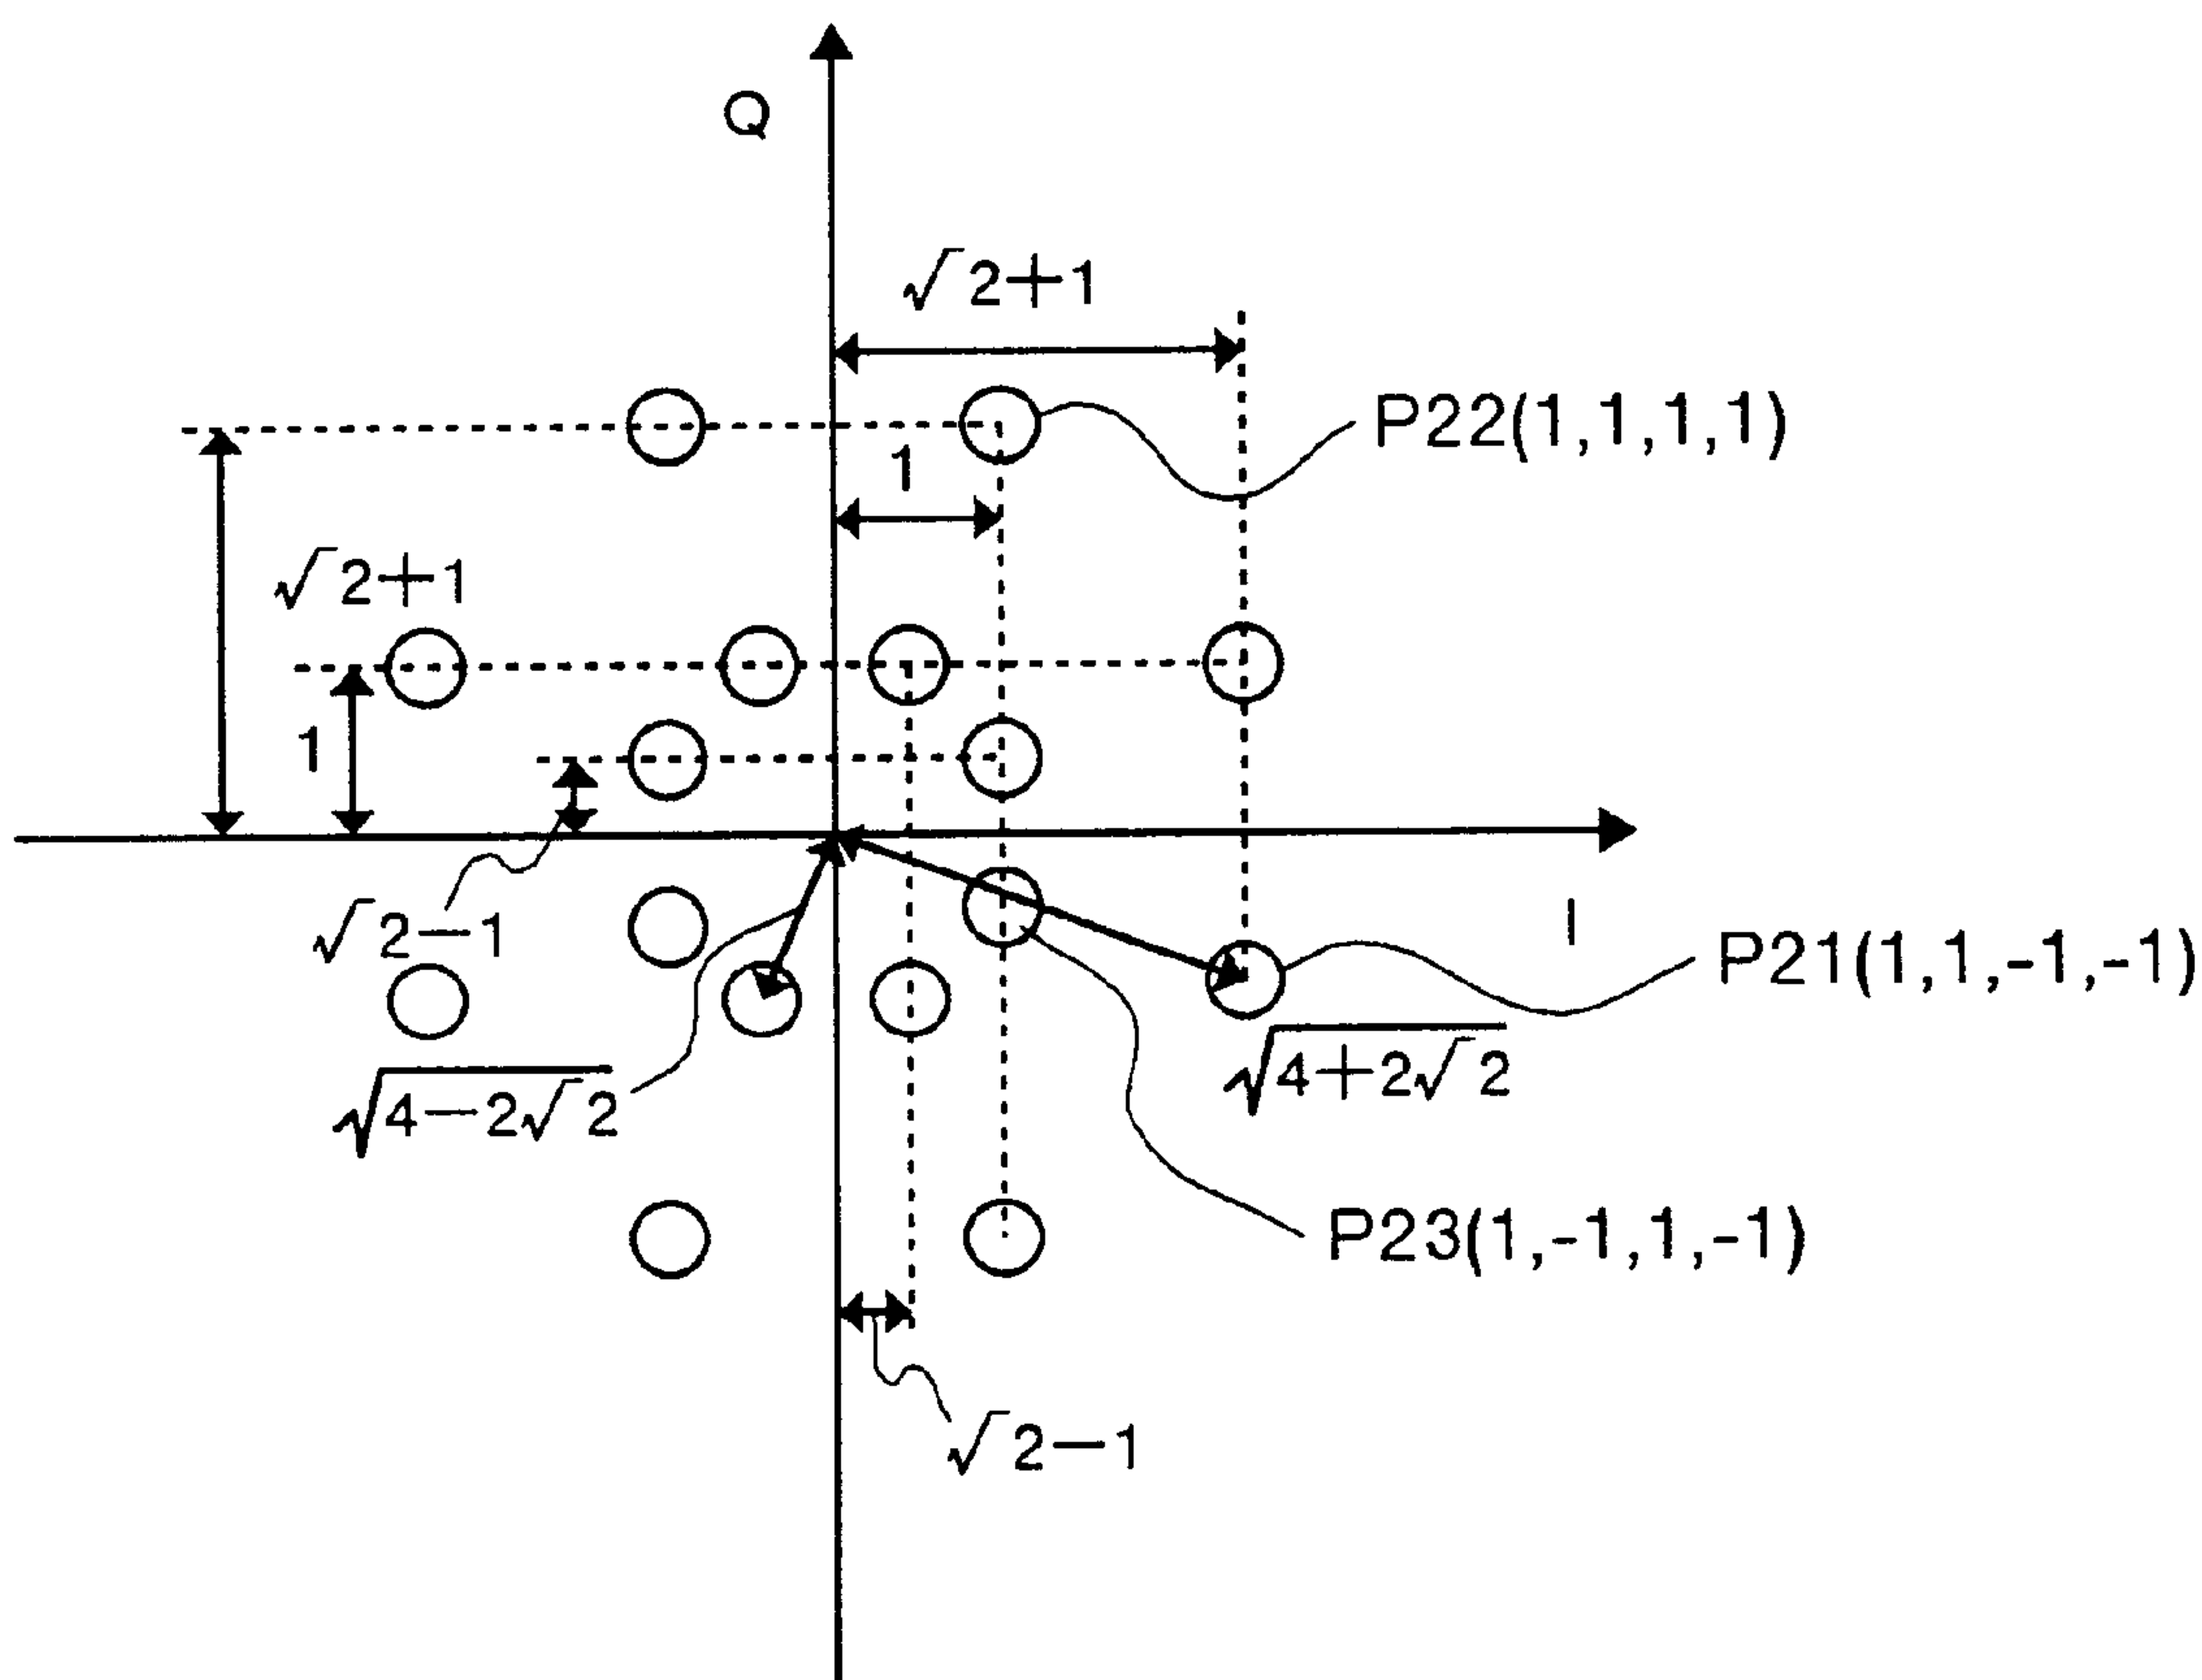 Q
√2+1
P22(1,1,1,1)
1
√2+1
1
√2−1
I
P21(1,1,-1,-1)
√4+2√2
√4−2√2
P23(1,-1,1,-1)
√2−1